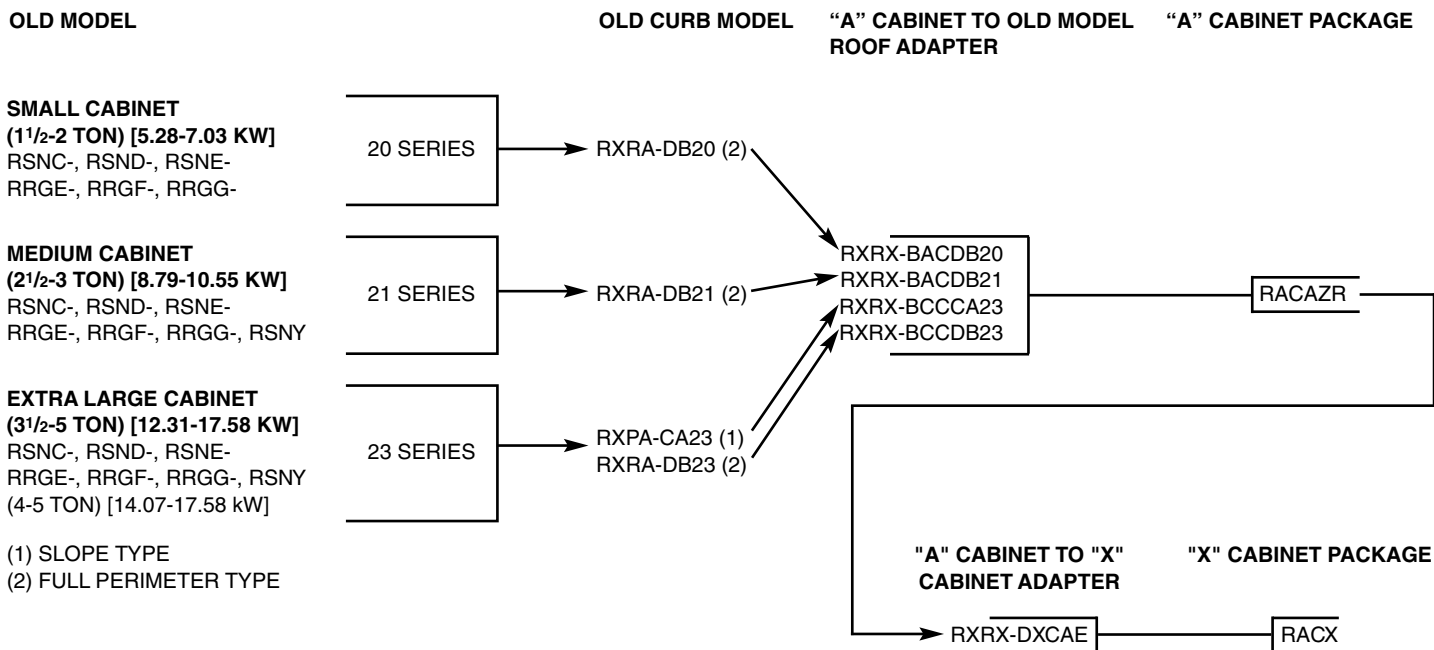 OLD MODEL
OLD CURB MODEL
“A” CABINET TO OLD MODEL
ROOF ADAPTER
“A” CABINET PACKAGE
SMALL CABINET
(1 1/2-2 TON) [5.28-7.03 KW]
RSNC-, RSND-, RSNE-
RRGE-, RRGF-, RRGG-
20 SERIES
RXRA-DB20 (2)
MEDIUM CABINET
(2 1/2-3 TON) [8.79-10.55 KW]
RSNC-, RSND-, RSNE-
RRGE-, RRGF-, RRGG-, RSNY
21 SERIES
RXRA-DB21 (2)
RXRX-BACDB20
RXRX-BACDB21
RXRX-BCCCA23
RXRX-BCCDB23
RACAZR
EXTRA LARGE CABINET
(3 1/2-5 TON) [12.31-17.58 KW]
RSNC-, RSND-, RSNE-
RRGE-, RRGF-, RRGG-, RSNY
(4-5 TON) [14.07-17.58 kW]
23 SERIES
RXPA-CA23 (1)
RXRA-DB23 (2)
(1) SLOPE TYPE
(2) FULL PERIMETER TYPE
"A" CABINET TO "X"
CABINET ADAPTER
"X" CABINET PACKAGE
RXRX-DXCAE
RACX